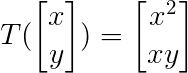 $T(\begin{bmatrix} x \\ y \end{bmatrix}) = \begin{bmatrix} x^2 \\ xy \end{bmatrix}$